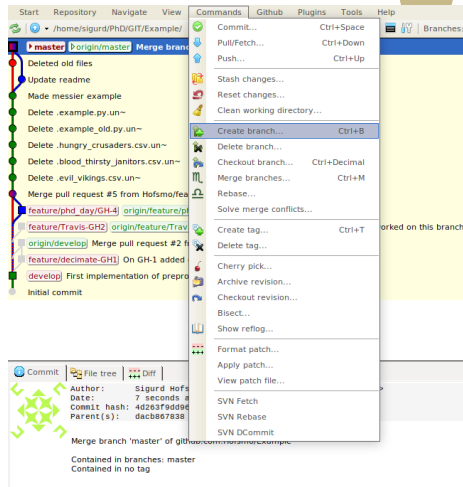 Start Repository Navigate View Commands Github Plugins Tools Help
/home/sigurd/PhD/GIT/Example/ Branches:
master origin/master Merge bran
Deleted old files
Update readme
Made messier example
Delete .example.py.un~
Delete .example_old.py.un~
Delete .hungry_crusaders.csv.un~
Delete .blood_thirsty_janitors.csv.un~
Delete .evil_vikings.csv.un~
Merge pull request #5 from Hofsmo/fea
feature/phd_day/GH-4 origin/feature/p
feature/Travis-GH2 origin/feature/Trav orked on this branch
origin/develop Merge pull request #2 f
feature/decimate-GH1 On GH-1 added
develop First implementation of prepro
Initial commit
Commit... Ctrl+Space
Pull/Fetch... Ctrl+Down
Push... Ctrl+Up
Stash changes...
Reset changes...
Clean working directory...
Create branch... Ctrl+B
Delete branch...
Checkout branch... Ctrl+Decimal
Merge branches... Ctrl+M
Rebase...
Solve merge conflicts...
Create tag... Ctrl+T
Delete tag...
Cherry pick...
Archive revision...
Checkout revision...
Bisect...
Show reflog...
Format patch...
Apply patch...
View patch file...
SVN Fetch
SVN Rebase
SVN DCommit
Commit File tree Diff
Author: Sigurd Hofs >
Date: 7 seconds a
Commit hash: 4d263f9dd96
Parent(s): dacb867838
Merge branch 'master' of github.com:Hofsmo/Example
Contained in branches: master
Contained in no tag